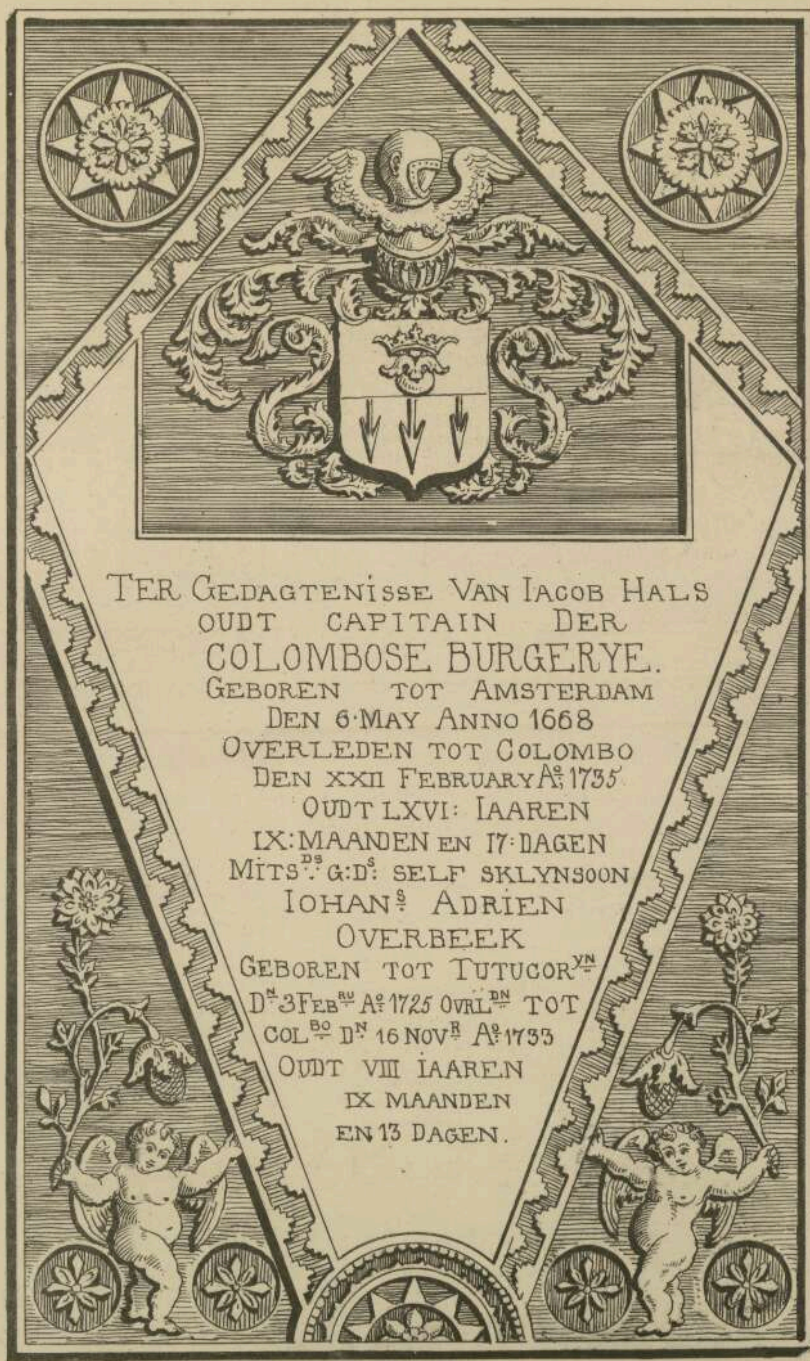 TER GEDAGTENISSE VAN IACOB HALS
OUDT CAPITAIN DER
COLOMBOSE BURGERYE.
GEBOREN TOT AMSTERDAM
DEN 6·MAY ANNO 1668
OVERLEDEN TOT COLOMBO
DEN XXII FEBRUARY Aº: 1735
OUDT LXVI: IAAREN
IX: MAANDEN EN 17: DAGEN
MITS DS: G: DS: SELF SKLYNSOON
IOHANS: ADRIEN
OVERBEEK
GEBOREN TOT TUTUCORYN
DN: 3 FEBRU Aº: 1725 OVRLDN TOT
COLBO DN: 16 NOVR Aº: 1733
OUDT VIII IAAREN
IX MAANDEN
EN 13 DAGEN.